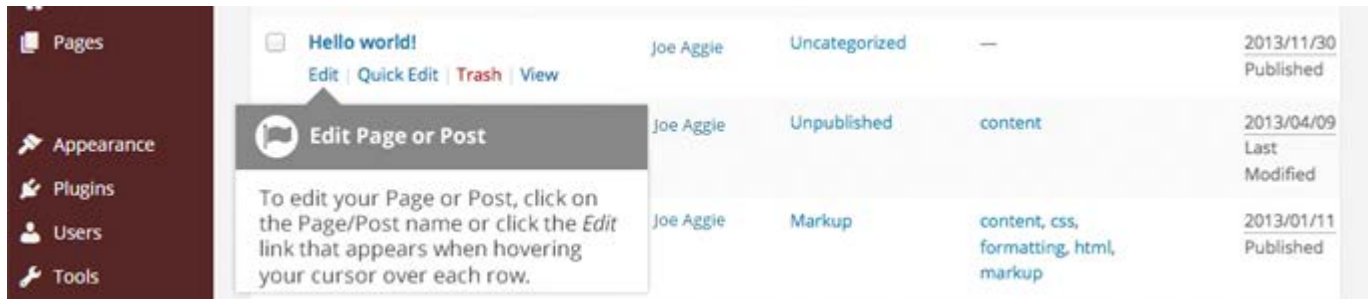 Pages
Appearance
Plugins
Users
Tools
Hello world! Joe Aggie Uncategorized — 2013/11/30
Edit | Quick Edit | Trash | View Published
Edit Page or Post
To edit your Page or Post, click on
the Page/Post name or click the Edit
link that appears when hovering
your cursor over each row.
Joe Aggie Unpublished content 2013/04/09
Last
Modified
Joe Aggie Markup content, css, 2013/01/11
formatting, html, Published
markup